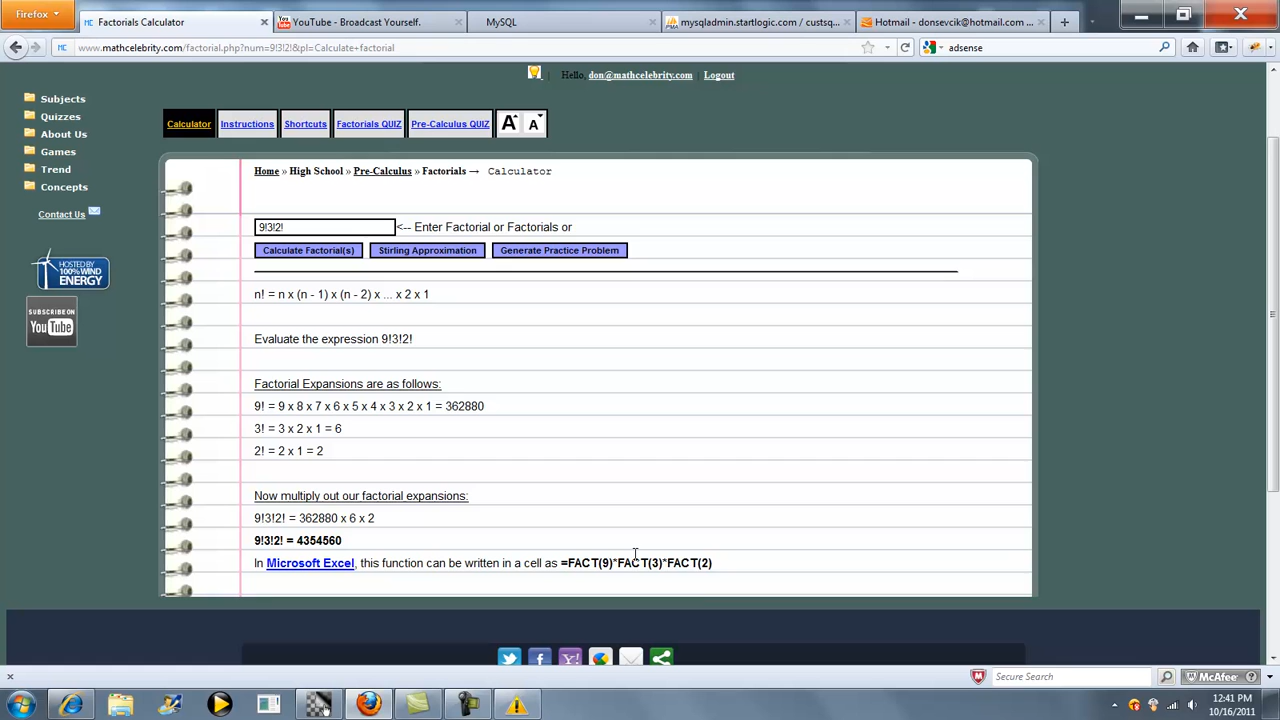 Firefox
Factorials Calculator
YouTube - Broadcast Yourself.
MySQL
mysqladmin.startlogic.com / custsq...
Hotmail - donsevcik@hotmail.com ...
www.mathcelebrity.com/factorial.php?num=9!3!2!&pl=Calculate+factorial
adsense
Hello, don@mathcelebrity.com | Logout
Subjects
Quizzes
About Us
Games
Trend
Concepts
Contact Us
HOSTED BY
100% WIND
ENERGY
SUBSCRIBE ON
YouTube
Calculator
Instructions
Shortcuts
Factorials QUIZ
Pre-Calculus QUIZ
A
A
Home » High School » Pre-Calculus » Factorials → Calculator
9!3!2! <-- Enter Factorial or Factorials or
Calculate Factorial(s)
Stirling Approximation
Generate Practice Problem
n! = n x (n - 1) x (n - 2) x ... x 2 x 1
Evaluate the expression 9!3!2!
Factorial Expansions are as follows:
9! = 9 x 8 x 7 x 6 x 5 x 4 x 3 x 2 x 1 = 362880
3! = 3 x 2 x 1 = 6
2! = 2 x 1 = 2
Now multiply out our factorial expansions:
9!3!2! = 362880 x 6 x 2
9!3!2! = 4354560
In Microsoft Excel, this function can be written in a cell as =FACT(9)*FACT(3)*FACT(2)
Secure Search
McAfee
12:41 PM
10/16/2011